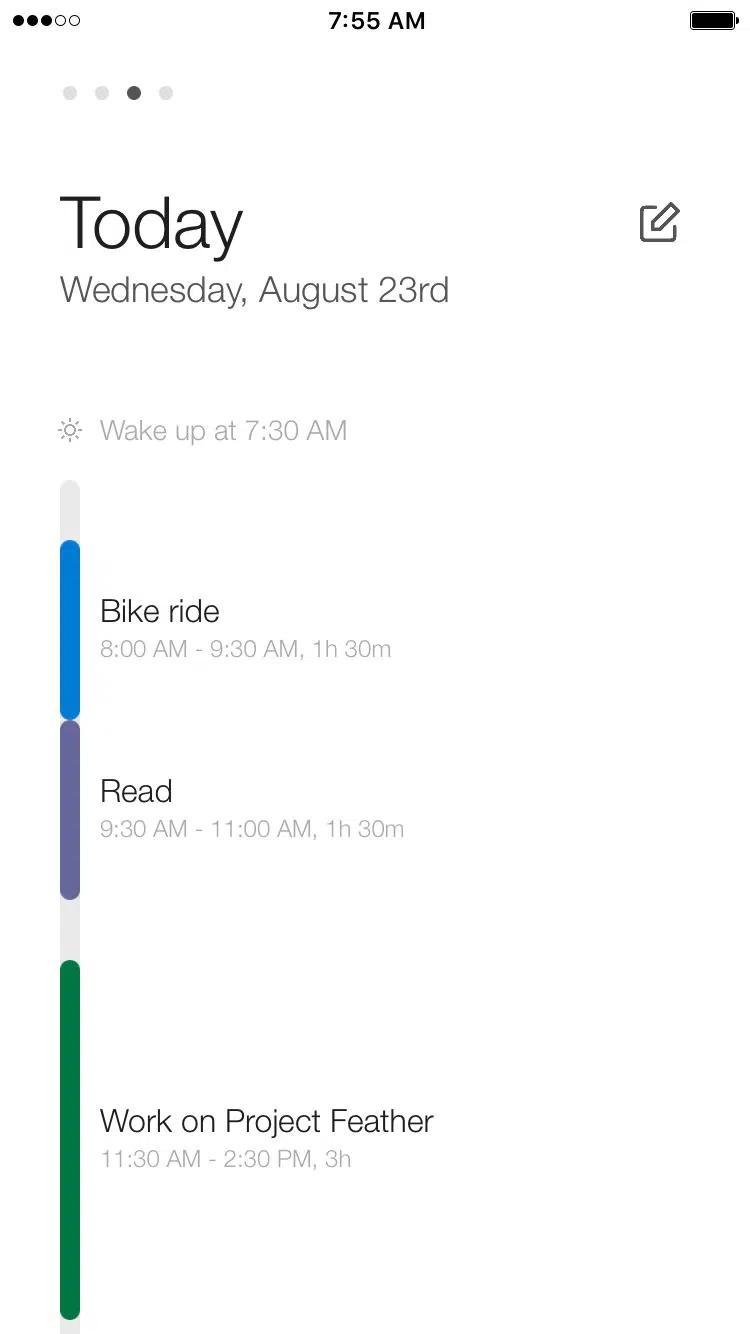 7:55 AM
Today
Wednesday, August 23rd
Wake up at 7:30 AM
Bike ride
8:00 AM - 9:30 AM, 1h 30m
Read
9:30 AM - 11:00 AM, 1h 30m
Work on Project Feather
11:30 AM - 2:30 PM, 3h